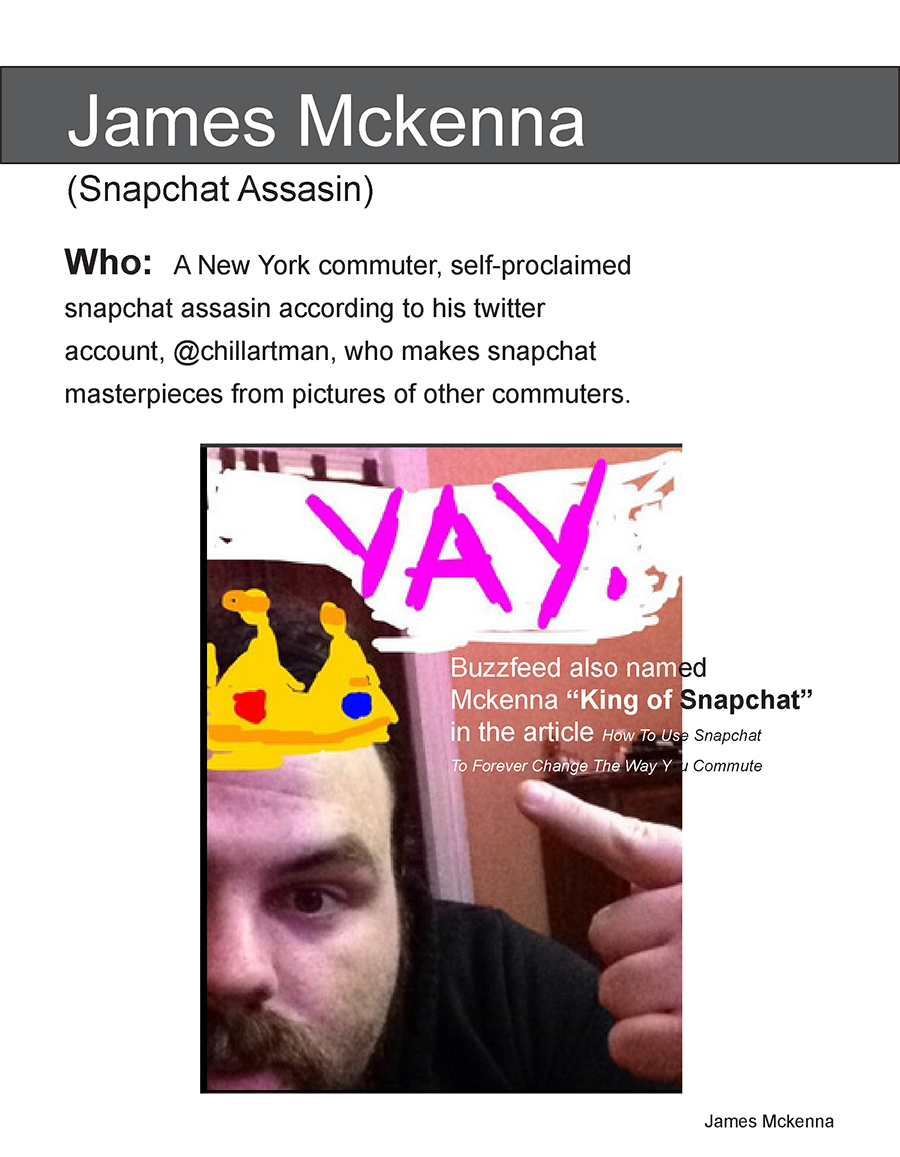 James Mckenna
(Snapchat Assasin)
Who: A New York commuter, self-proclaimed
snapchat assasin according to his twitter
account, @chillartman, who makes snapchat
masterpieces from pictures of other commuters.
YAY.
Buzzfeed also named
Mckenna “King of Snapchat”
in the article How To Use Snapchat
To Forever Change The Way You Commute
James Mckenna